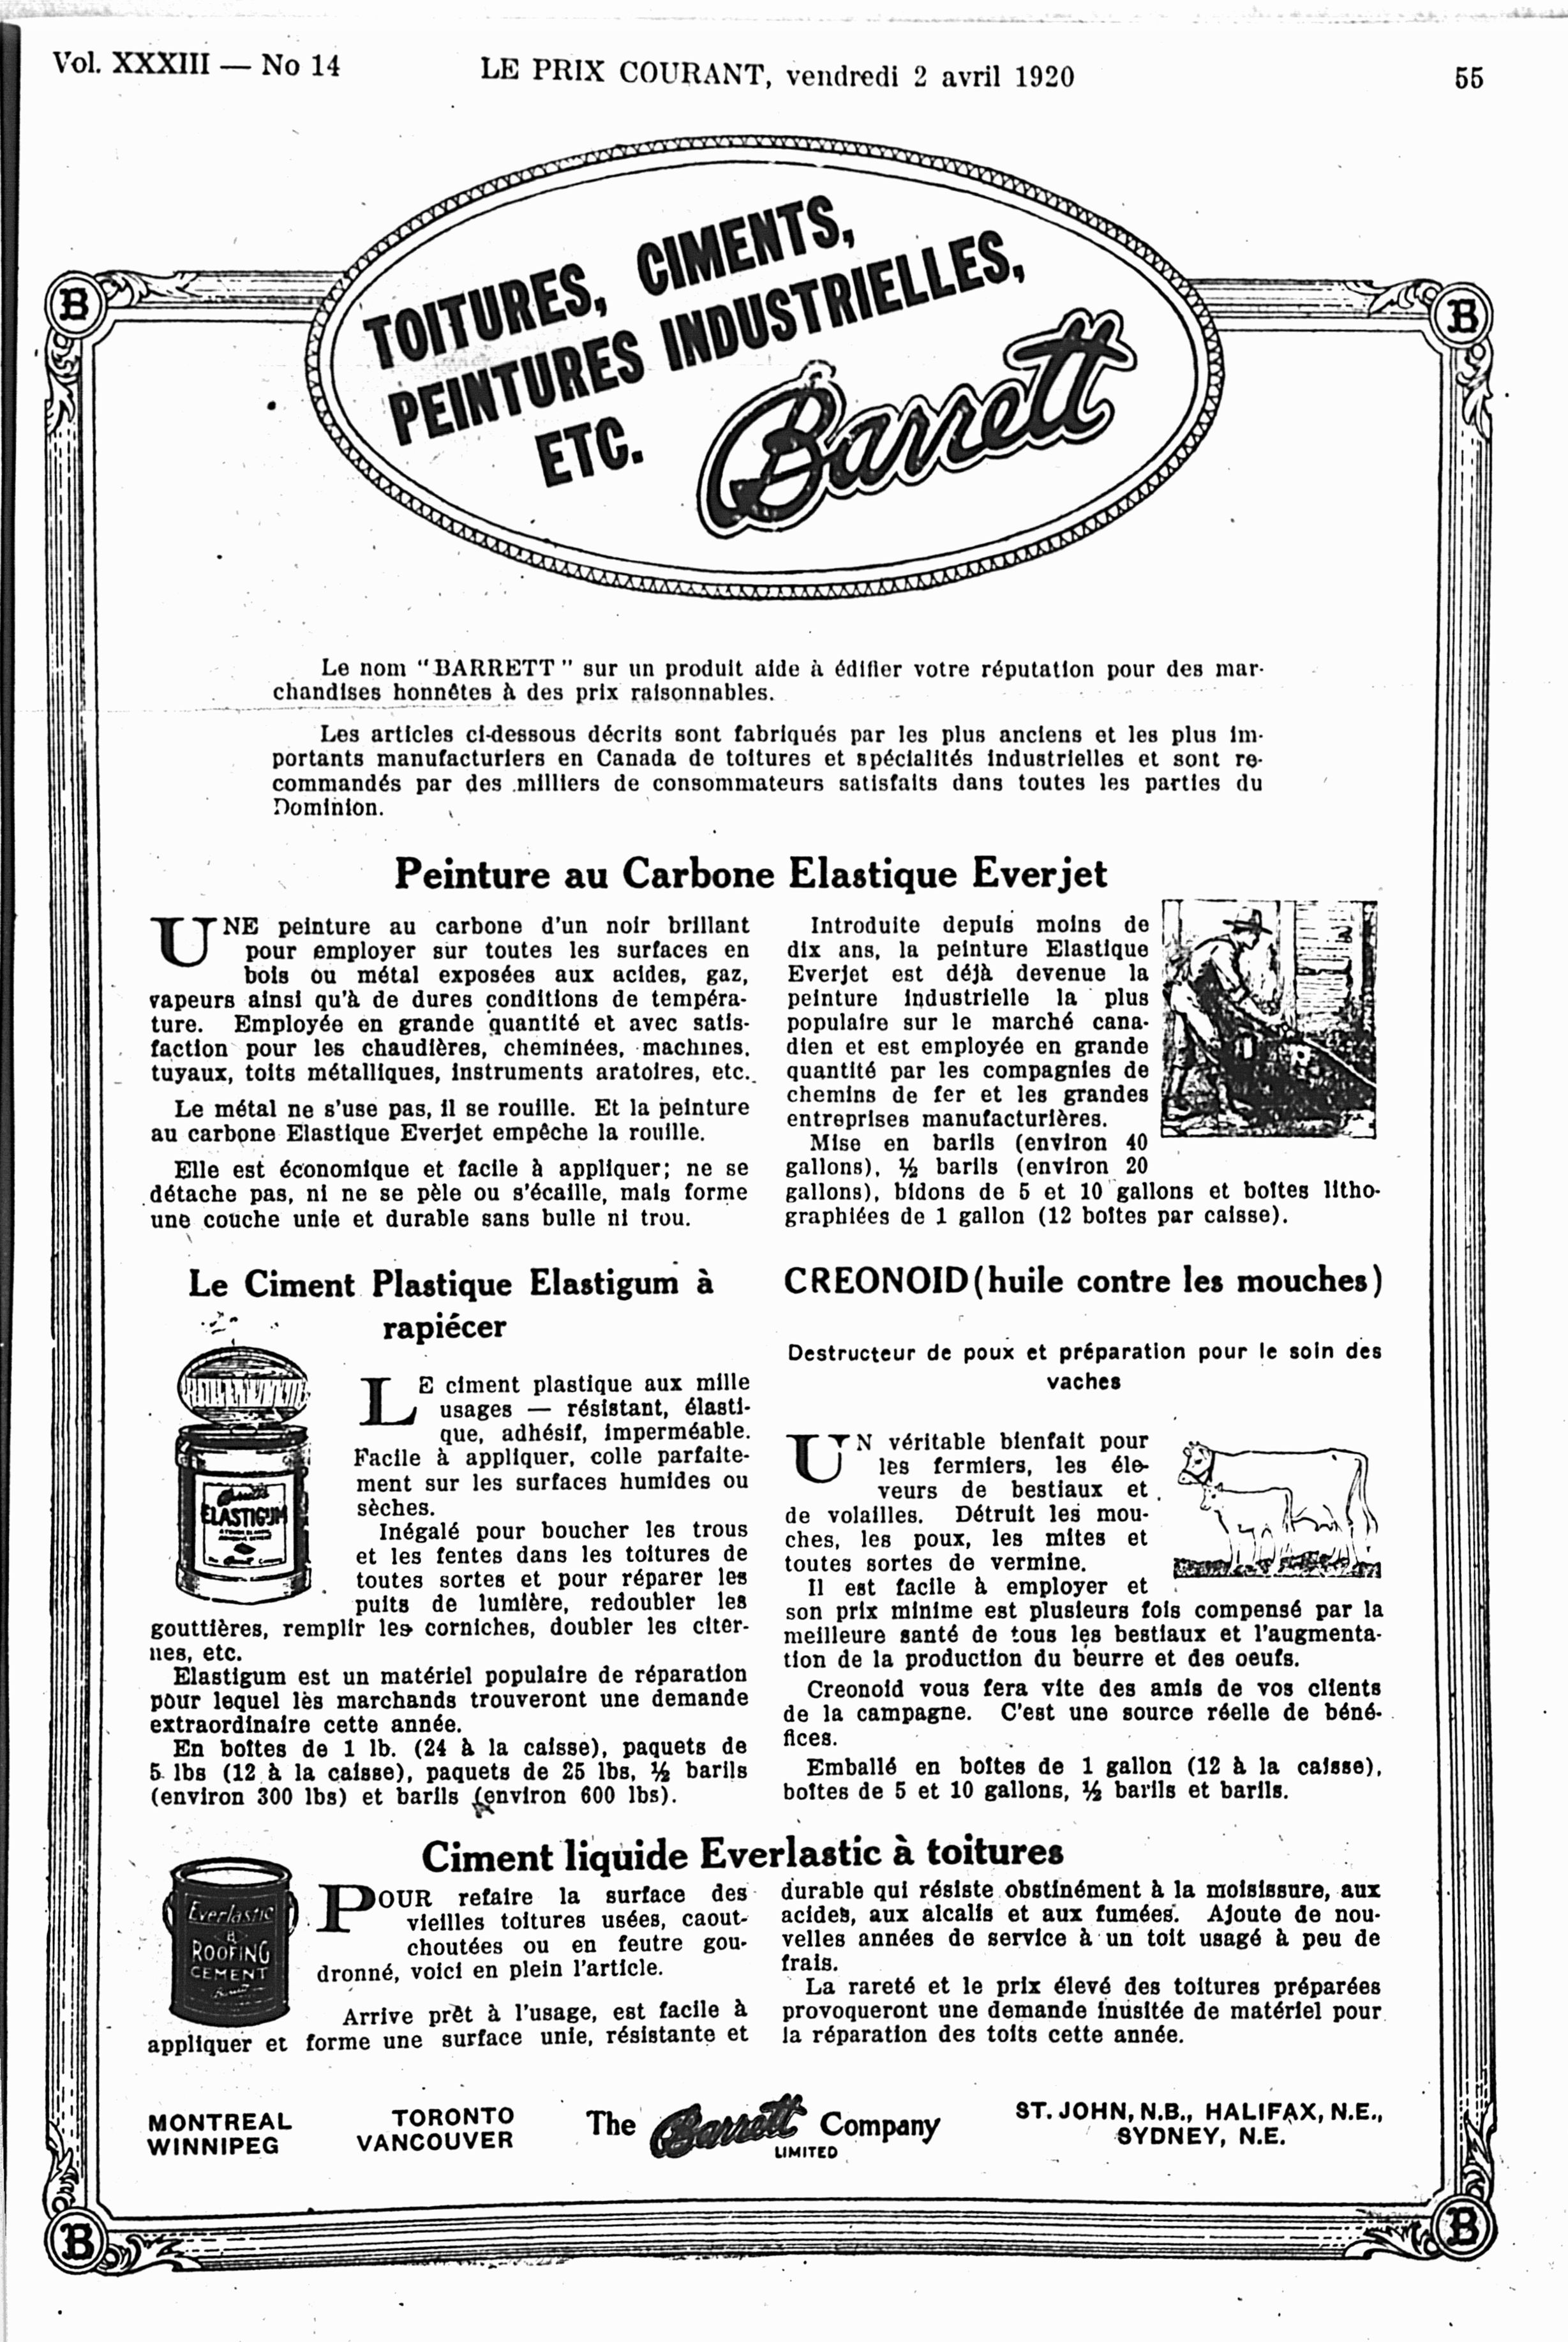 Vol. XXXIII — No 14
LE PRIX COURANT, vendredi 2 avril 1920
55
B
B
TOITURES, CIMENTS,
PEINTURES INDUSTRIELLES,
ETC.
Barrett
Le nom "BARRETT" sur un produit aide à édifier votre réputation pour des mar-
chandises honnêtes à des prix raisonnables.
Les articles ci-dessous décrits sont fabriqués par les plus anciens et les plus im-
portants manufacturiers en Canada de toitures et spécialités industrielles et sont re-
commandés par des milliers de consommateurs satisfaits dans toutes les parties du
Dominion.
Peinture au Carbone Elastique Everjet
UNE peinture au carbone d'un noir brillant
pour employer sur toutes les surfaces en
bois ou métal exposées aux acides, gaz,
vapeurs ainsi qu'à de dures conditions de tempéra-
ture. Employée en grande quantité et avec satis-
faction pour les chaudières, cheminées, machines,
tuyaux, toits métalliques, instruments aratoires, etc.
Le métal ne s'use pas, il se rouille. Et la peinture
au carbone Elastique Everjet empêche la rouille.
Elle est économique et facile à appliquer; ne se
détache pas, ni ne se pèle ou s'écaille, mais forme
une couche unie et durable sans bulle ni trou.
Introduite depuis moins de
dix ans, la peinture Elastique
Everjet est déjà devenue la
peinture industrielle la plus
populaire sur le marché cana-
dien et est employée en grande
quantité par les compagnies de
chemins de fer et les grandes
entreprises manufacturières.
Mise en barils (environ 40
gallons), ½ barils (environ 20
gallons), bidons de 5 et 10 gallons et boîtes litho-
graphiées de 1 gallon (12 boîtes par caisse).
Le Ciment Plastique Elastigum à
rapiécer
LE ciment plastique aux mille
usages — résistant, élasti-
que, adhésif, imperméable.
Facile à appliquer, colle parfaite-
ment sur les surfaces humides ou
sèches.
Inégalé pour boucher les trous
et les fentes dans les toitures de
toutes sortes et pour réparer les
puits de lumière, redoubler les
gouttières, remplir les corniches, doubler les citer-
nes, etc.
Elastigum est un matériel populaire de réparation
pour lequel les marchands trouveront une demande
extraordinaire cette année.
En boîtes de 1 lb. (24 à la caisse), paquets de
5 lbs (12 à la caisse), paquets de 25 lbs, ½ barils
(environ 300 lbs) et barils (environ 600 lbs).
Barrett's
ELASTIGUM
CREONOID (huile contre les mouches)
Destructeur de poux et préparation pour le soin des
vaches
UN véritable bienfait pour
les fermiers, les éle-
veurs de bestiaux et
de volailles. Détruit les mou-
ches, les poux, les mites et
toutes sortes de vermine.
Il est facile à employer et
son prix minime est plusieurs fois compensé par la
meilleure santé de tous les bestiaux et l'augmenta-
tion de la production du beurre et des oeufs.
Creonoid vous fera vite des amis de vos clients
de la campagne. C'est une source réelle de béné-
fices.
Emballé en boîtes de 1 gallon (12 à la caisse),
boîtes de 5 et 10 gallons, ½ barils et barils.
Ciment liquide Everlastic à toitures
Everlastic
ROOFING
CEMENT
POUR refaire la surface des
vieilles toitures usées, caout-
choutées ou en feutre gou-
dronné, voici en plein l'article.
Arrive prêt à l'usage, est facile à
appliquer et forme une surface unie, résistante et
durable qui résiste obstinément à la moisissure, aux
acides, aux alcalis et aux fumées. Ajoute de nou-
velles années de service à un toit usagé à peu de
frais.
La rareté et le prix élevé des toitures préparées
provoqueront une demande inusitée de matériel pour
la réparation des toits cette année.
MONTREAL TORONTO
WINNIPEG VANCOUVER
The Barrett Company
LIMITED
ST. JOHN, N.B., HALIFAX, N.E.,
SYDNEY, N.E.
B
B